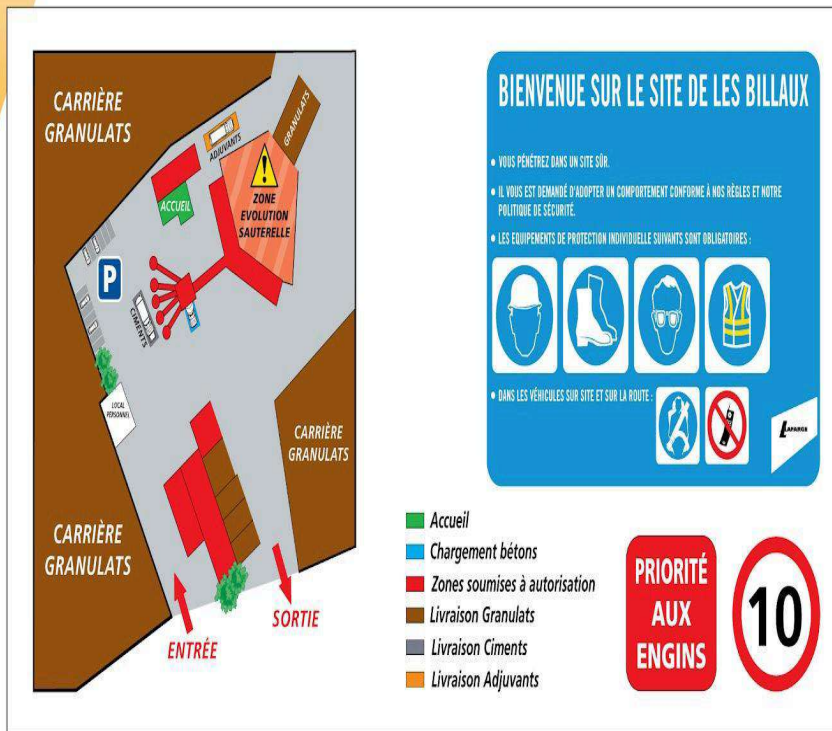 CARRIÈRE
GRANULATS
GRANULATS
ADJUVANTS
ZONE
EVOLUTION
SAUTERELLE
ACCUEIL
P
CIMENTS
LOCAL
PERSONNEL
CARRIÈRE
GRANULATS
CARRIÈRE
GRANULATS
ENTRÉE
SORTIE
BIENVENUE SUR LE SITE DE LES BILLAUX
• VOUS PÉNÉTREZ DANS UN SITE SÛR.
• IL VOUS EST DEMANDÉ D'ADOPTER UN COMPORTEMENT CONFORME À NOS RÈGLES ET NOTRE
POLITIQUE DE SÉCURITÉ.
• LES EQUIPEMENTS DE PROTECTION INDIVIDUELLE SUIVANTS SONT OBLIGATOIRES :
• DANS LES VÉHICULES SUR SITE ET SUR LA ROUTE :
LAFARGE
Accueil
Chargement bétons
Zones soumises à autorisation
Livraison Granulats
Livraison Ciments
Livraison Adjuvants
PRIORITÉ
AUX
ENGINS
10